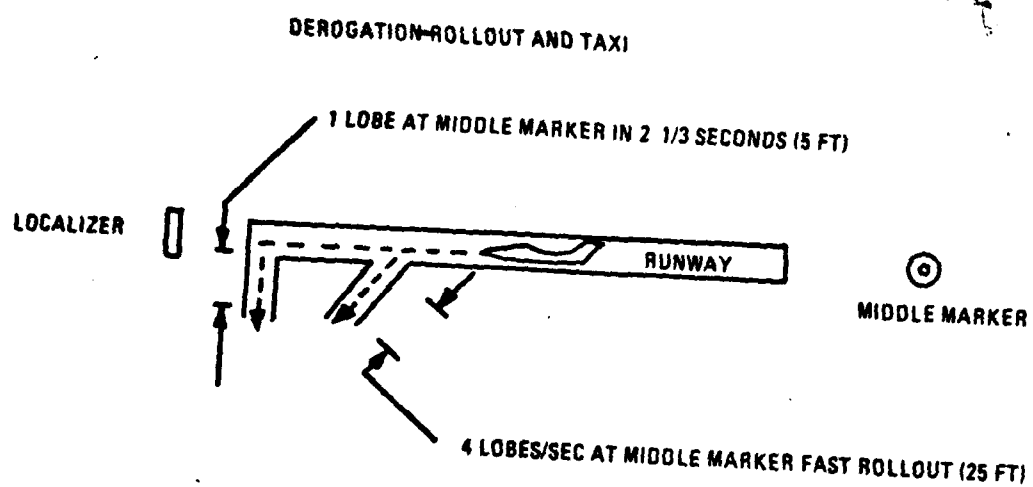 DEROGATION-ROLLOUT AND TAXI
1 LOBE AT MIDDLE MARKER IN 2 1/3 SECONDS (5 FT)
LOCALIZER
RUNWAY
MIDDLE MARKER
4 LOBES/SEC AT MIDDLE MARKER FAST ROLLOUT (25 FT)